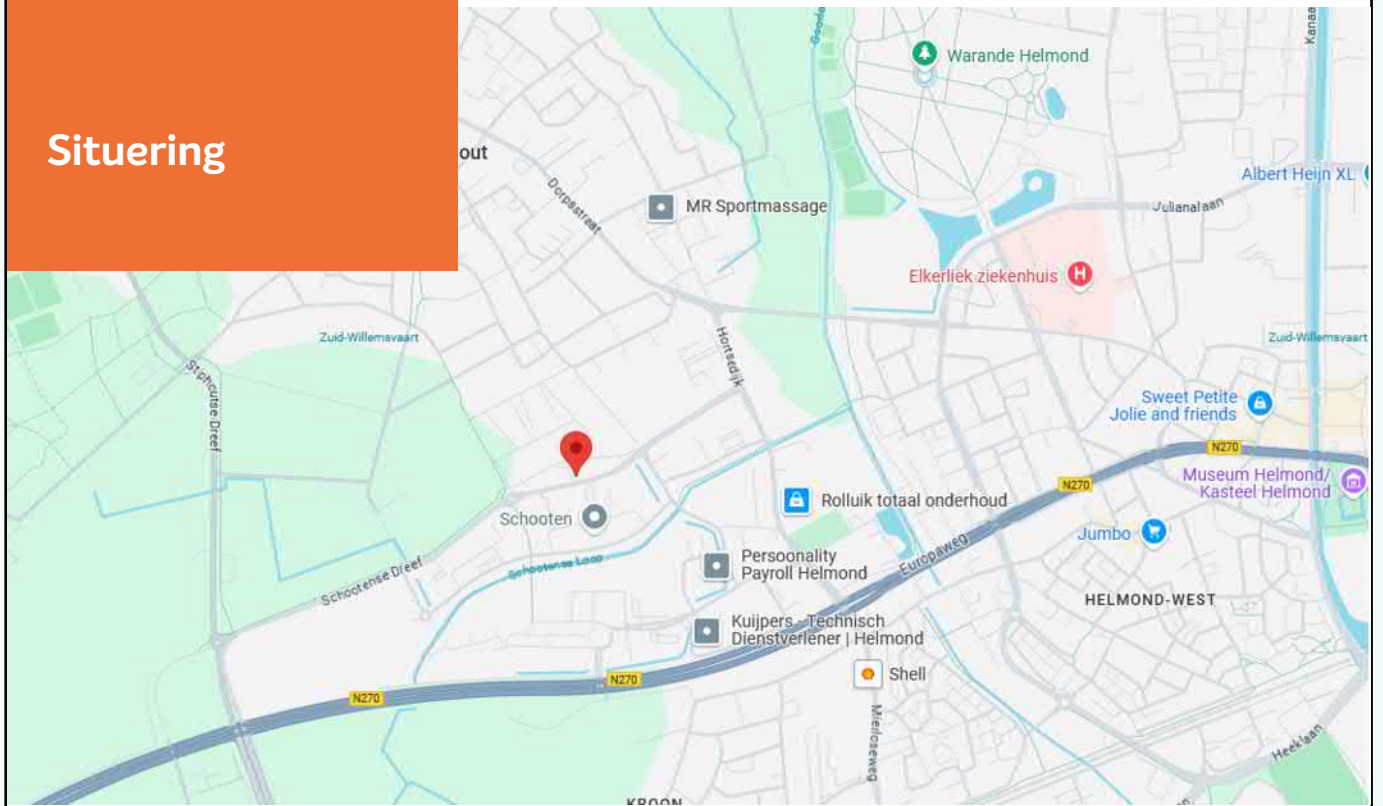 Situering
out
Warande Helmond
Albert Heijn XL
Julianalaan
Dorpsstraat
MR Sportmassage
Elkerliek ziekenhuis
H
Hortsedijk
Zuid-Willemsvaart
Zuid-Willemsvaart
Stiphoutse Dreef
Sweet Petite
Jolie and friends
N270
Museum Helmond/
Kasteel Helmond
N270
Rolluik totaal onderhoud
Schooten
Jumbo
Europaweg
Persoonality
Payroll Helmond
Schootense Loop
Schootense Dreef
HELMOND-WEST
Kuijpers - Technisch
Dienstverlener | Helmond
Shell
N270
N270
Mierloseweg
Heeklaan
KROON